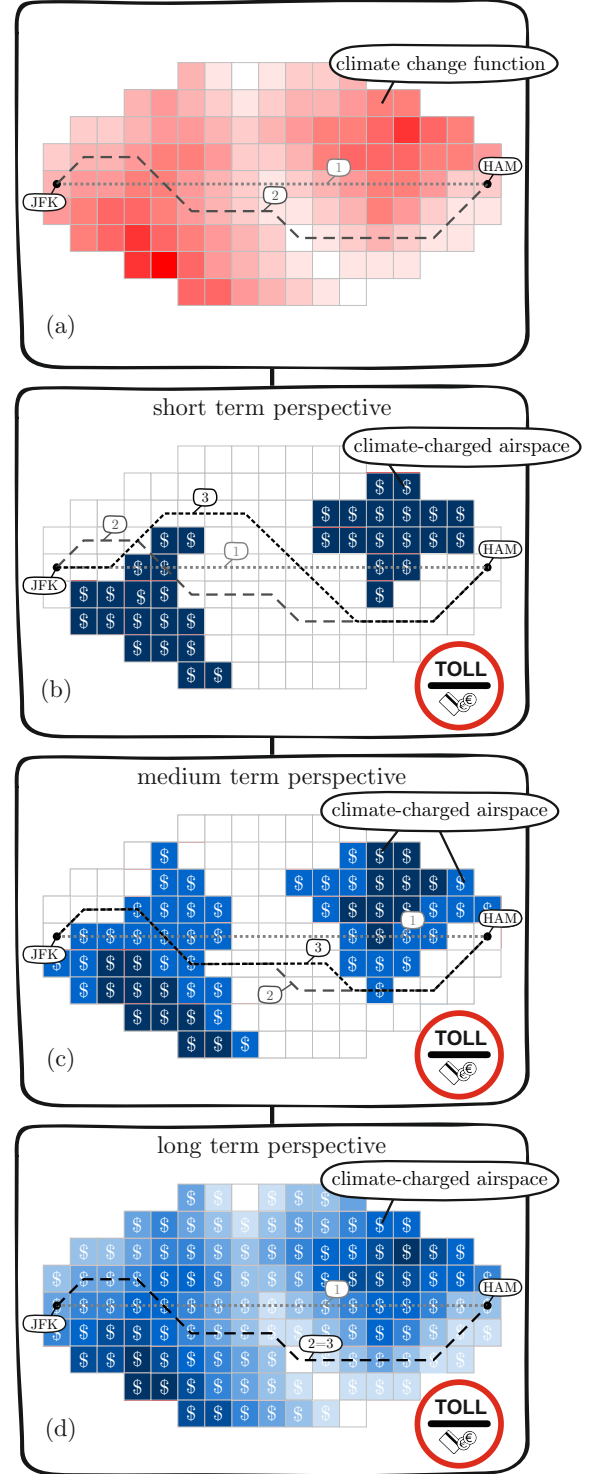 climate change function
1
HAM
JFK
2
(a)
short term perspective
climate-charged airspace
3
2
1
HAM
JFK
TOLL
(b)
medium term perspective
climate-charged airspace
1
HAM
JFK
3
2
TOLL
(c)
long term perspective
climate-charged airspace
1
HAM
JFK
2=3
TOLL
(d)